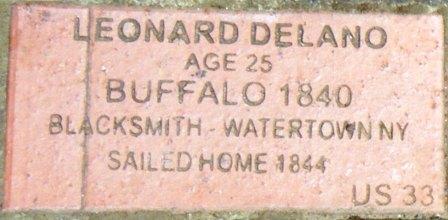 LEONARD DELANO
AGE 25
BUFFALO 1840
BLACKSMITH - WATERTOWN NY
SAILED HOME 1844
US 33